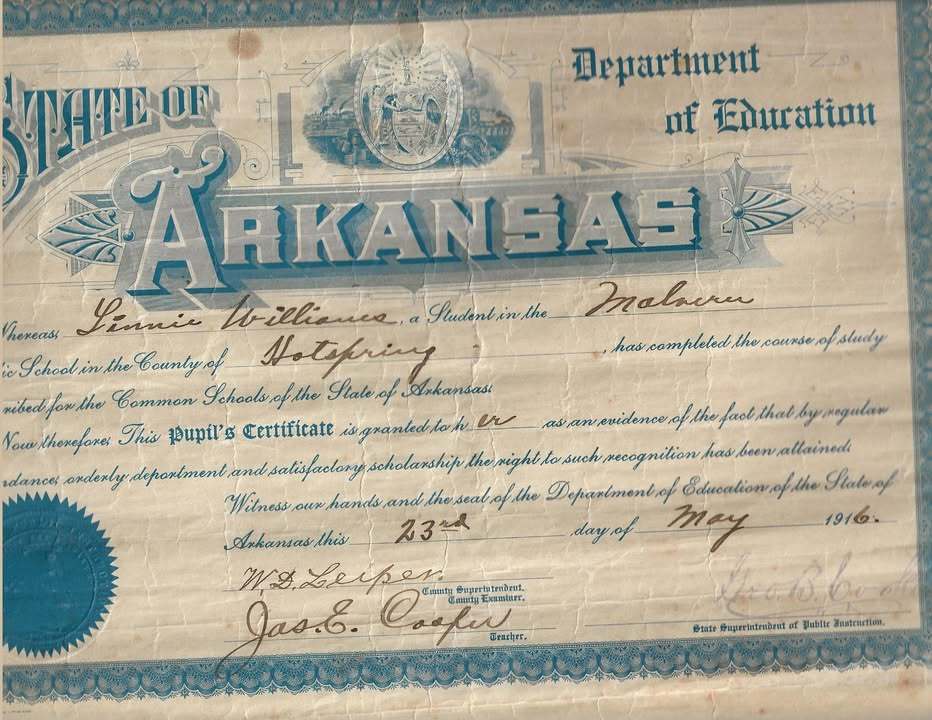 STATE OF
ARKANSAS
Department
of Education
Whereas, Linnie Williams, a Student in the Malvern
ic School in the County of Hotspring, has completed the course of study
ribed for the Common Schools of the State of Arkansas:
Now therefore, This Pupil's Certificate is granted to h er as an evidence of the fact that by regular
ndance, orderly deportment and satisfactory scholarship the right to such recognition has been attained.
Witness our hands and the seal of the Department of Education of the State of
Arkansas this 23rd day of May 1916.
W. D. Leiper.
County Superintendent.
County Examiner.
Jas. E. Cooper
Teacher.
Geo. B. Cook
State Superintendent of Public Instruction.